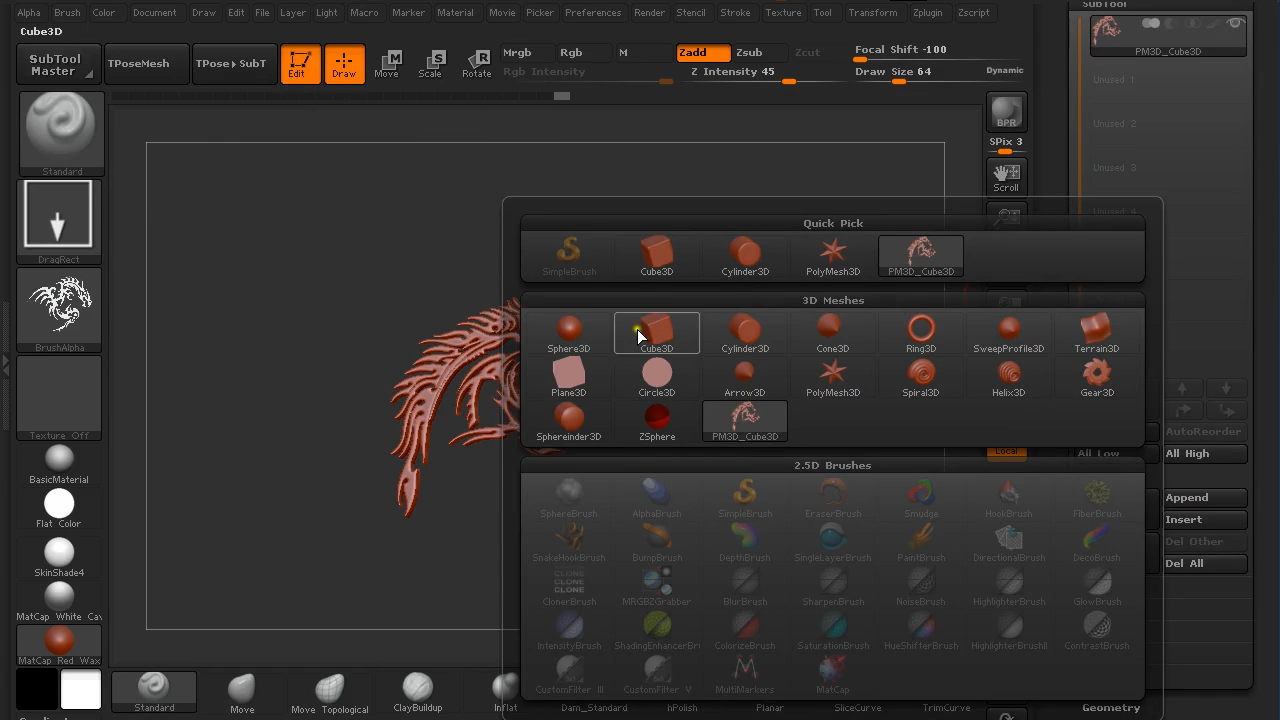 Alpha Brush Color Document Draw Edit File Layer Light Macro Marker Material Movie Picker Preferences Render Stencil Stroke Texture Tool Transform Zplugin Zscript
SubTool
Cube3D
SubTool Master
TPoseMesh
TPose▸SubT
Edit
Draw
Move
Scale
Rotate
Mrgb Rgb M Zadd Zsub Zcut
Rgb Intensity
Z Intensity 45
Focal Shift -100
Draw Size 64
Dynamic
PM3D_Cube3D
Unused 1
Unused 2
Unused 3
Standard
DragRect
BrushAlpha
Texture Off
BasicMaterial
Flat Color
SkinShade4
MatCap White Cav
MatCap Red Wax
BPR
SPix 3
Scroll
Quick Pick
SimpleBrush Cube3D Cylinder3D PolyMesh3D PM3D_Cube3D
3D Meshes
Sphere3D Cube3D Cylinder3D Cone3D Ring3D SweepProfile3D Terrain3D
Plane3D Circle3D Arrow3D PolyMesh3D Spiral3D Helix3D Gear3D
Sphereinder3D ZSphere PM3D_Cube3D
2.5D Brushes
SphereBrush AlphaBrush SimpleBrush EraserBrush Smudge HookBrush FiberBrush
SnakeHookBrush BumpBrush DepthBrush SingleLayerBrush PaintBrush DirectionalBrush DecoBrush
CLONE
CLONE
CLONE
ClonerBrush MRGBZGrabber BlurBrush SharpenBrush NoiseBrush HighlighterBrush GlowBrush
IntensityBrush ShadingEnhancerBri ColorizeBrush SaturationBrush HueShifterBrush HighlighterBrushII ContrastBrush
CustomFilter III CustomFilter V MultiMarkers MatCap
Local
AutoReorder
All Low All High
Append
Insert
Del Other
Del All
Geometry
Standard Move Move Topological ClayBuildup Inflat Dam_Standard hPolish Planar SliceCurve TrimCurve